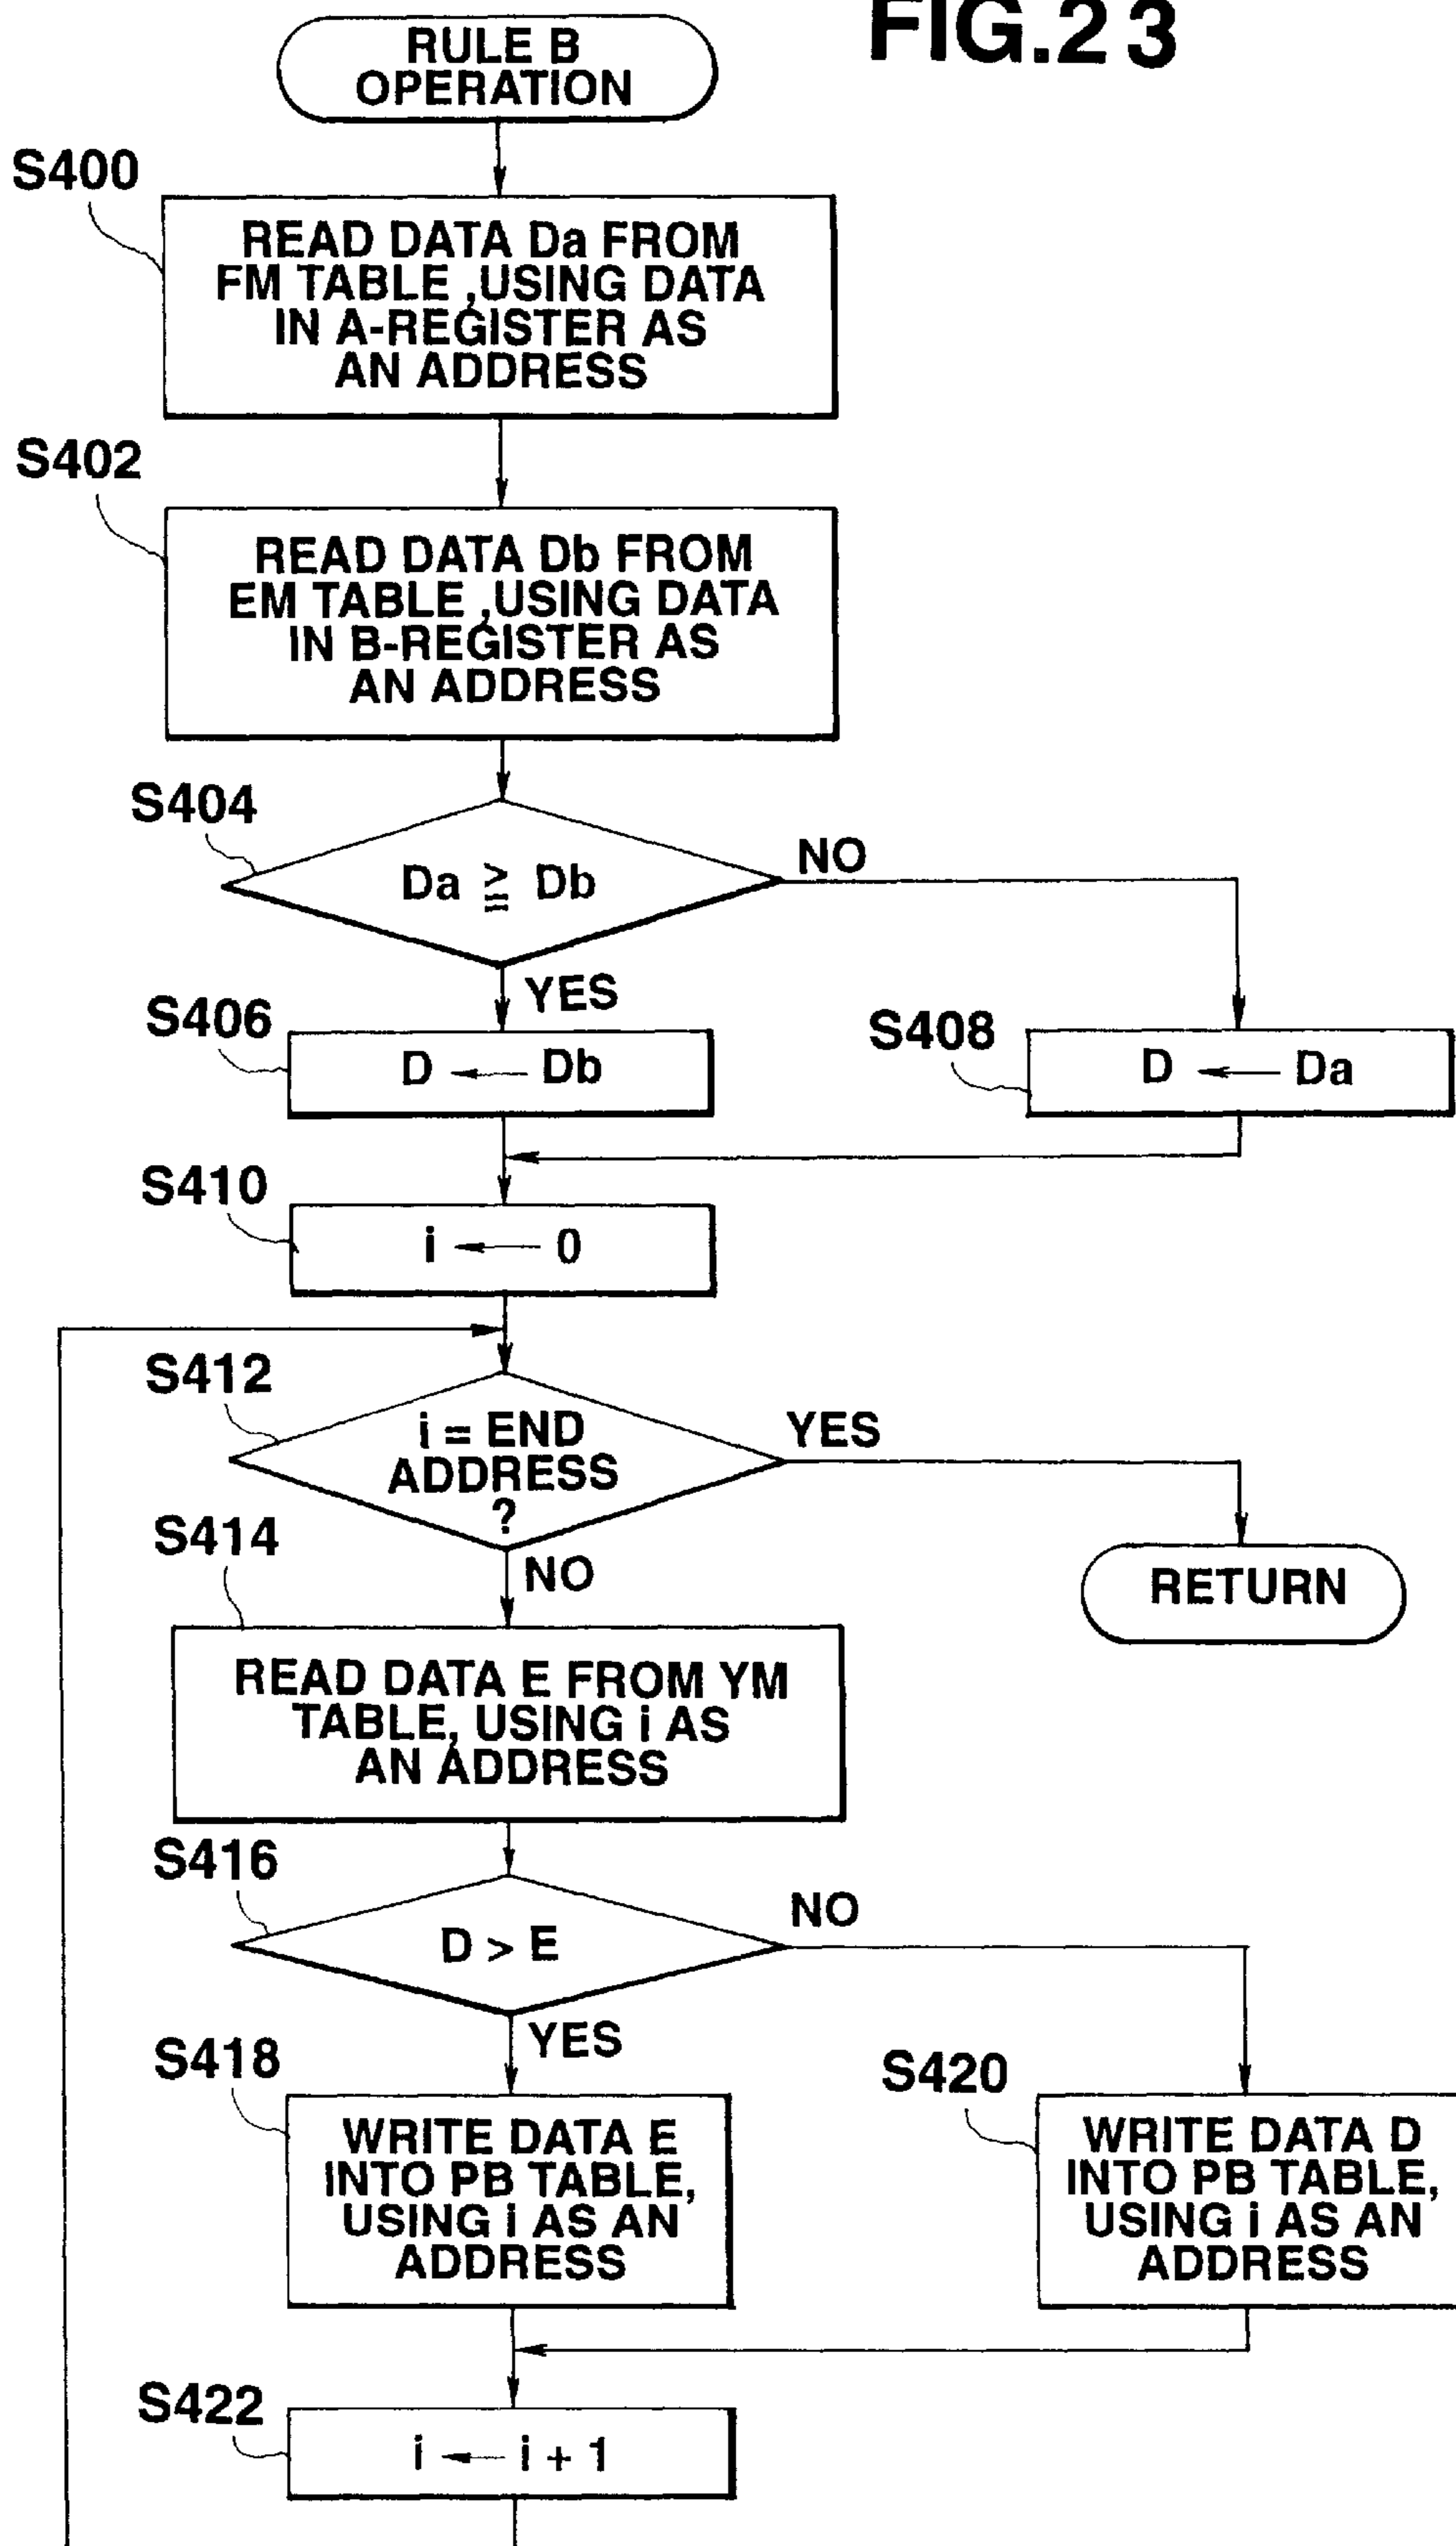 FIG.23
RULE B
OPERATION
S400
READ DATA Da FROM
FM TABLE ,USING DATA
IN A-REGISTER AS
AN ADDRESS
S402
READ DATA Db FROM
EM TABLE ,USING DATA
IN B-REGISTER AS
AN ADDRESS
S404
Da ≧ Db
NO
YES
S406
D ← Db
S408
D ← Da
S410
i ← 0
S412
i = END
ADDRESS
?
YES
NO
RETURN
S414
READ DATA E FROM YM
TABLE, USING i AS
AN ADDRESS
S416
D > E
NO
YES
S418
WRITE DATA E
INTO PB TABLE,
USING i AS AN
ADDRESS
S420
WRITE DATA D
INTO PB TABLE,
USING i AS AN
ADDRESS
S422
i ← i + 1